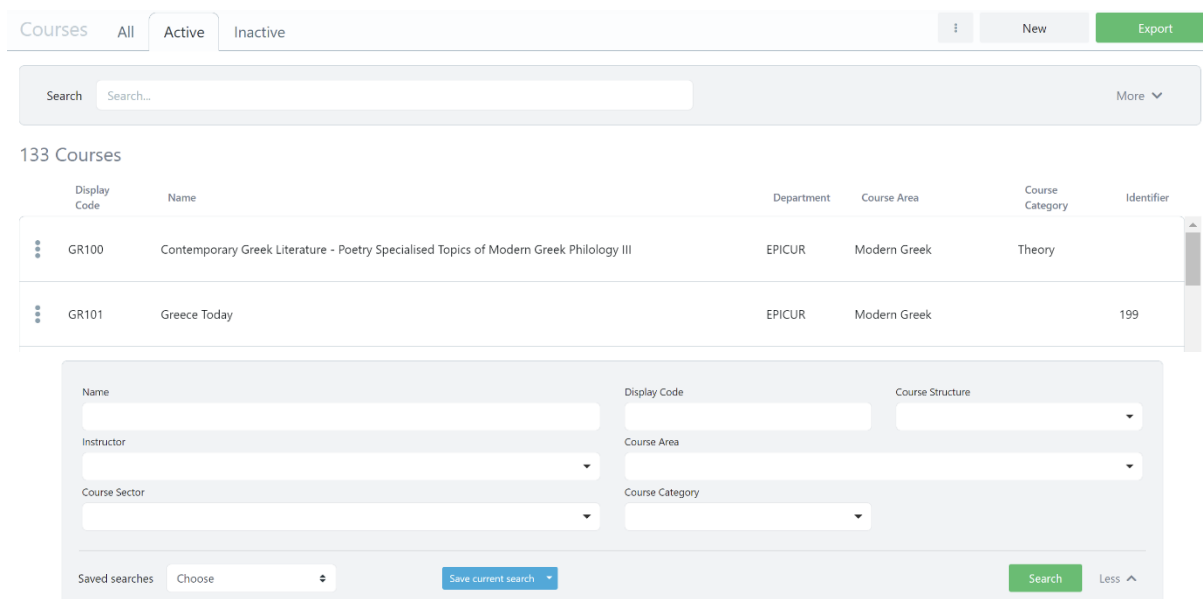 Courses All Active Inactive New Export
Search Search... More
133 Courses
Display Code Name Department Course Area Course Category Identifier
GR100 Contemporary Greek Literature - Poetry Specialised Topics of Modern Greek Philology III EPICUR Modern Greek Theory
GR101 Greece Today EPICUR Modern Greek 199
Name Display Code Course Structure
Instructor Course Area
Course Sector Course Category
Saved searches Choose Save current search Search Less